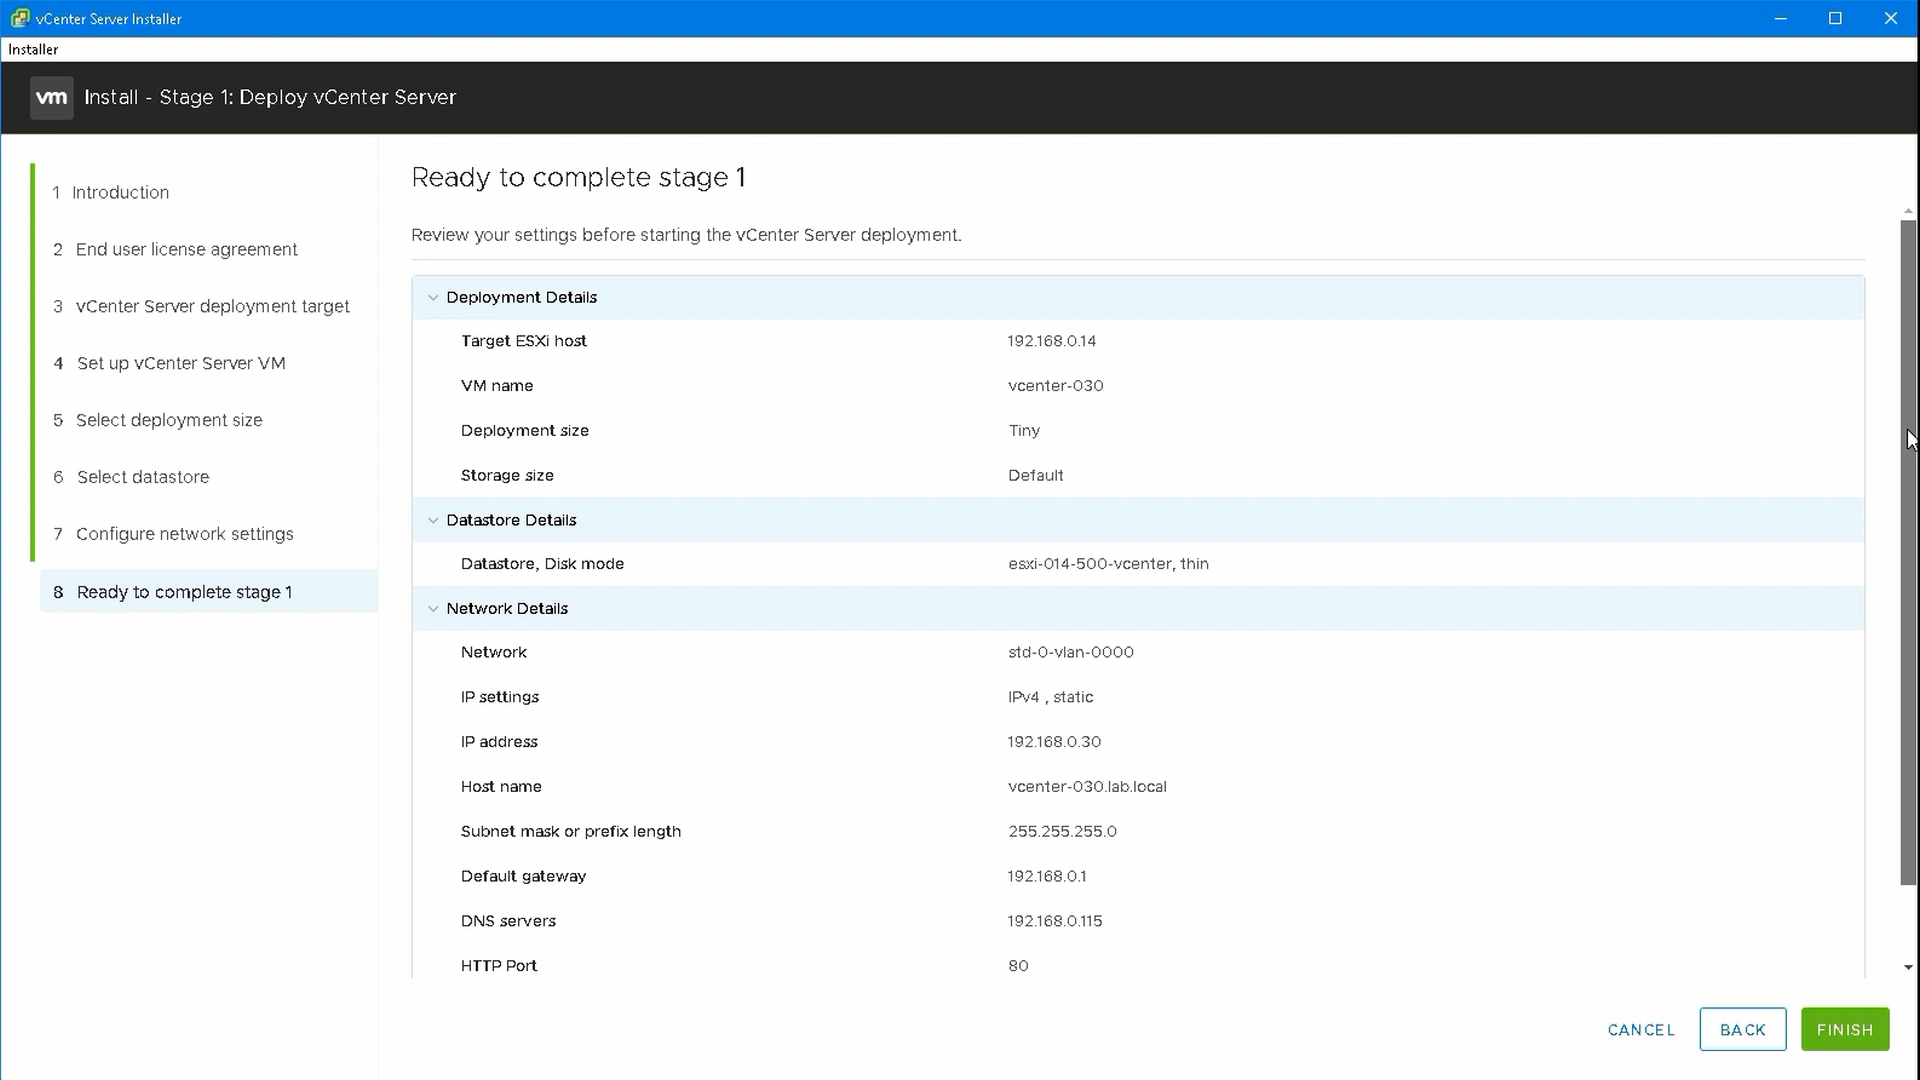 vCenter Server Installer
Installer
vm Install - Stage 1: Deploy vCenter Server
1 Introduction
2 End user license agreement
3 vCenter Server deployment target
4 Set up vCenter Server VM
5 Select deployment size
6 Select datastore
7 Configure network settings
8 Ready to complete stage 1
Ready to complete stage 1
Review your settings before starting the vCenter Server deployment.
Deployment Details
Target ESXi host 192.168.0.14
VM name vcenter-030
Deployment size Tiny
Storage size Default
Datastore Details
Datastore, Disk mode esxi-014-500-vcenter, thin
Network Details
Network std-0-vlan-0000
IP settings IPv4 , static
IP address 192.168.0.30
Host name vcenter-030.lab.local
Subnet mask or prefix length 255.255.255.0
Default gateway 192.168.0.1
DNS servers 192.168.0.115
HTTP Port 80
CANCEL BACK FINISH